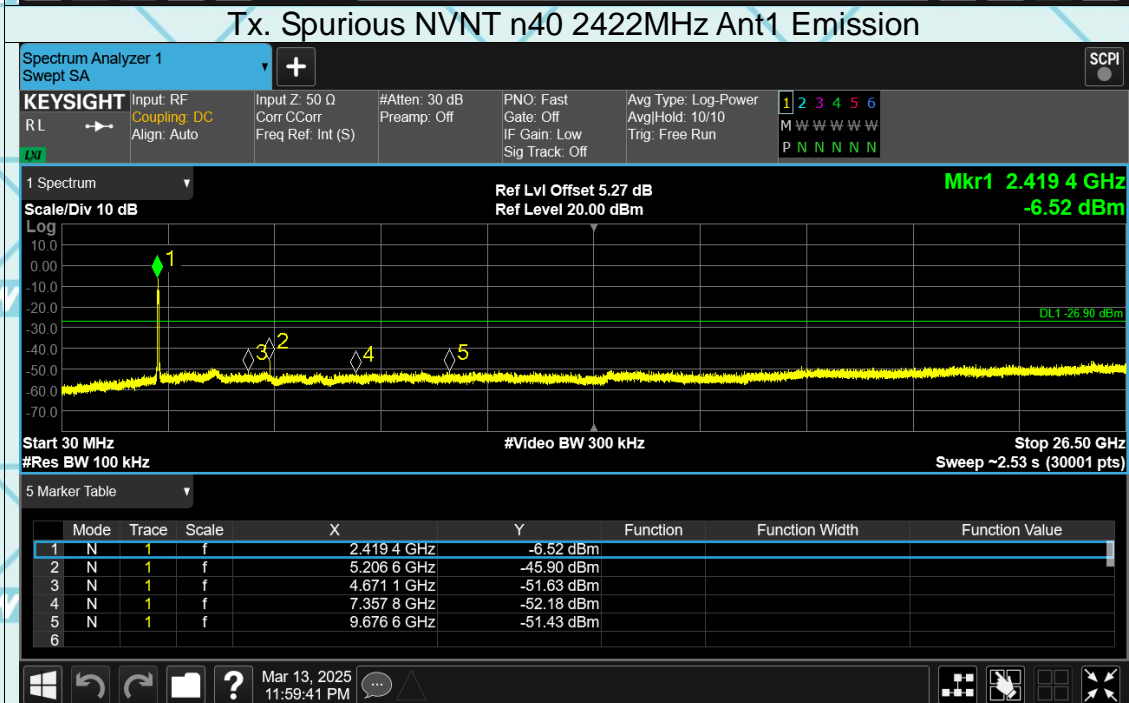 Tx. Spurious NVNT n40 2422MHz Ant1 Emission
Spectrum Analyzer 1
Swept SA
+
SCPI
KEYSIGHT
R L
LXI
Input: RF
Coupling: DC
Align: Auto
Input Z: 50 Ω
Corr CCorr
Freq Ref: Int (S)
#Atten: 30 dB
Preamp: Off
PNO: Fast
Gate: Off
IF Gain: Low
Sig Track: Off
Avg Type: Log-Power
Avg|Hold: 10/10
Trig: Free Run
1 2 3 4 5 6
M W W W W W
P N N N N N
1 Spectrum
Scale/Div 10 dB
Ref Lvl Offset 5.27 dB
Ref Level 20.00 dBm
Mkr1 2.419 4 GHz
-6.52 dBm
Log
10.0
0.00
-10.0
-20.0
-30.0
-40.0
-50.0
-60.0
-70.0
1
3
2
4
5
DL1 -26.90 dBm
Start 30 MHz
#Video BW 300 kHz
Stop 26.50 GHz
#Res BW 100 kHz
Sweep ~2.53 s (30001 pts)
5 Marker Table
Mode Trace Scale X Y Function Function Width Function Value
1 N 1 f 2.419 4 GHz -6.52 dBm
2 N 1 f 5.206 6 GHz -45.90 dBm
3 N 1 f 4.671 1 GHz -51.63 dBm
4 N 1 f 7.357 8 GHz -52.18 dBm
5 N 1 f 9.676 6 GHz -51.43 dBm
6
?
Mar 13, 2025
11:59:41 PM